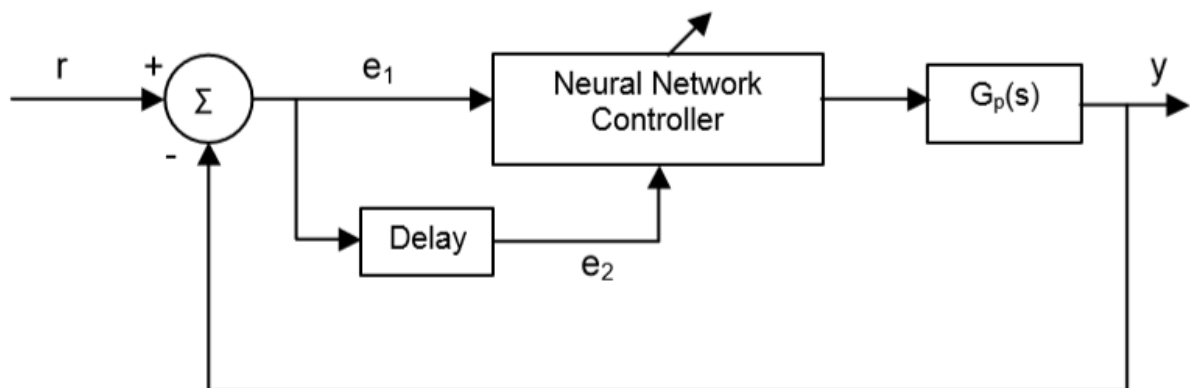 r
+
Σ
-
e₁
Neural Network
Controller
Gₚ(s)
y
Delay
e₂